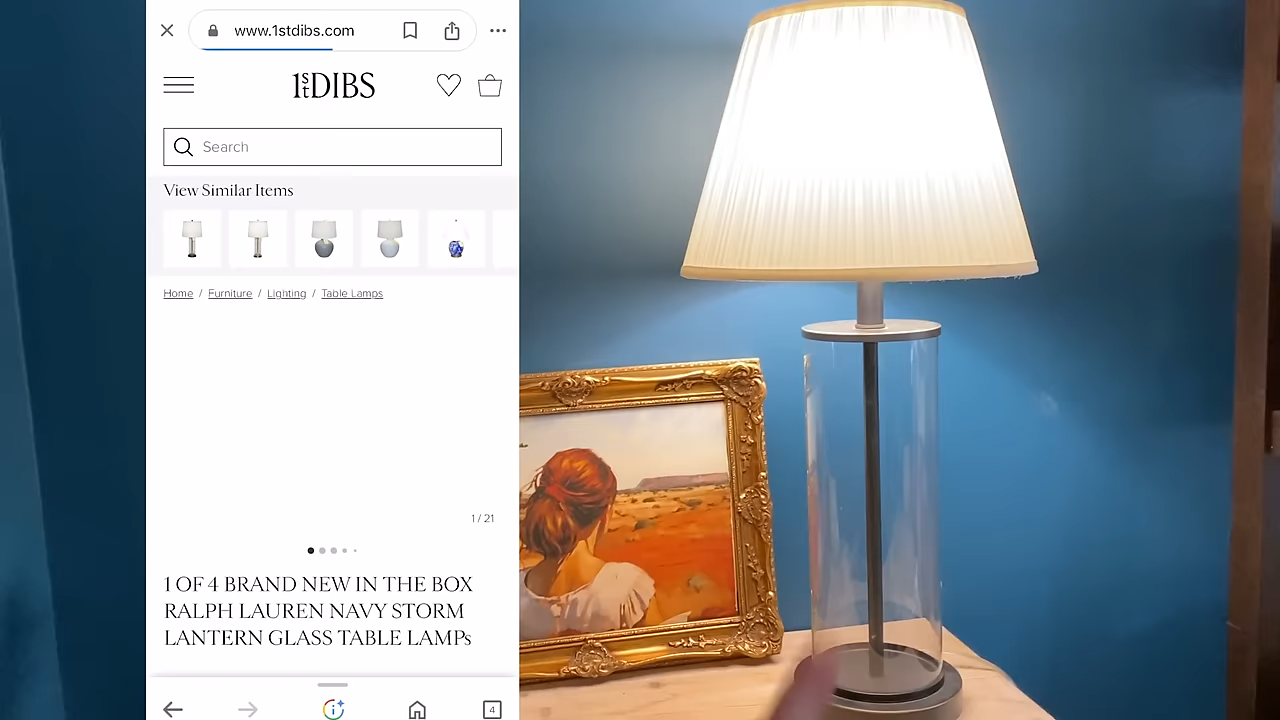 www.1stdibs.com
1STDIBS
Search
View Similar Items
Home / Furniture / Lighting / Table Lamps
1 / 21
1 OF 4 BRAND NEW IN THE BOX
RALPH LAUREN NAVY STORM
LANTERN GLASS TABLE LAMPs
4